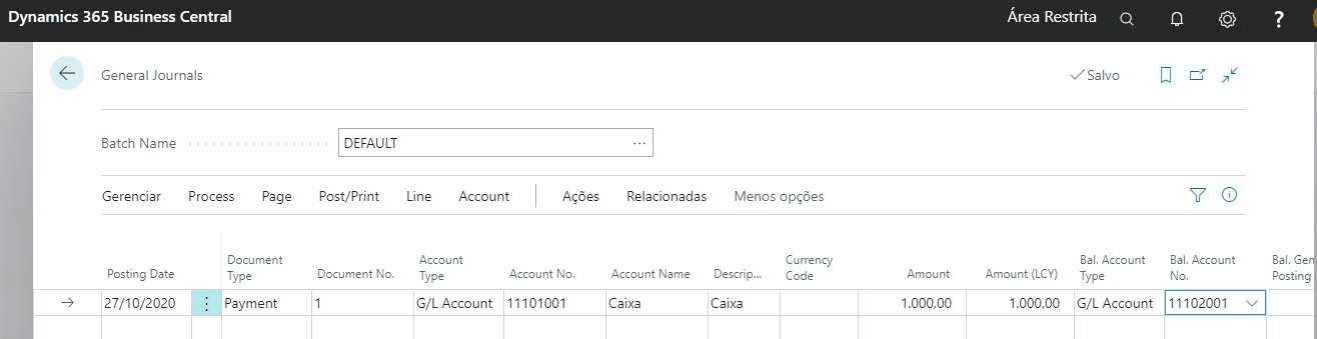 Dynamics 365 Business Central
Área Restrita
?
General Journals
Salvo
Batch Name
DEFAULT
...
Gerenciar Process Page Post/Print Line Account Ações Relacionadas Menos opções
Posting Date Document Type Document No. Account Type Account No. Account Name Descrip... Currency Code Amount Amount (LCY) Bal. Account Type Bal. Account No. Bal. Gen Posting
27/10/2020 Payment 1 G/L Account 11101001 Caixa Caixa 1.000,00 1.000,00 G/L Account 11102001